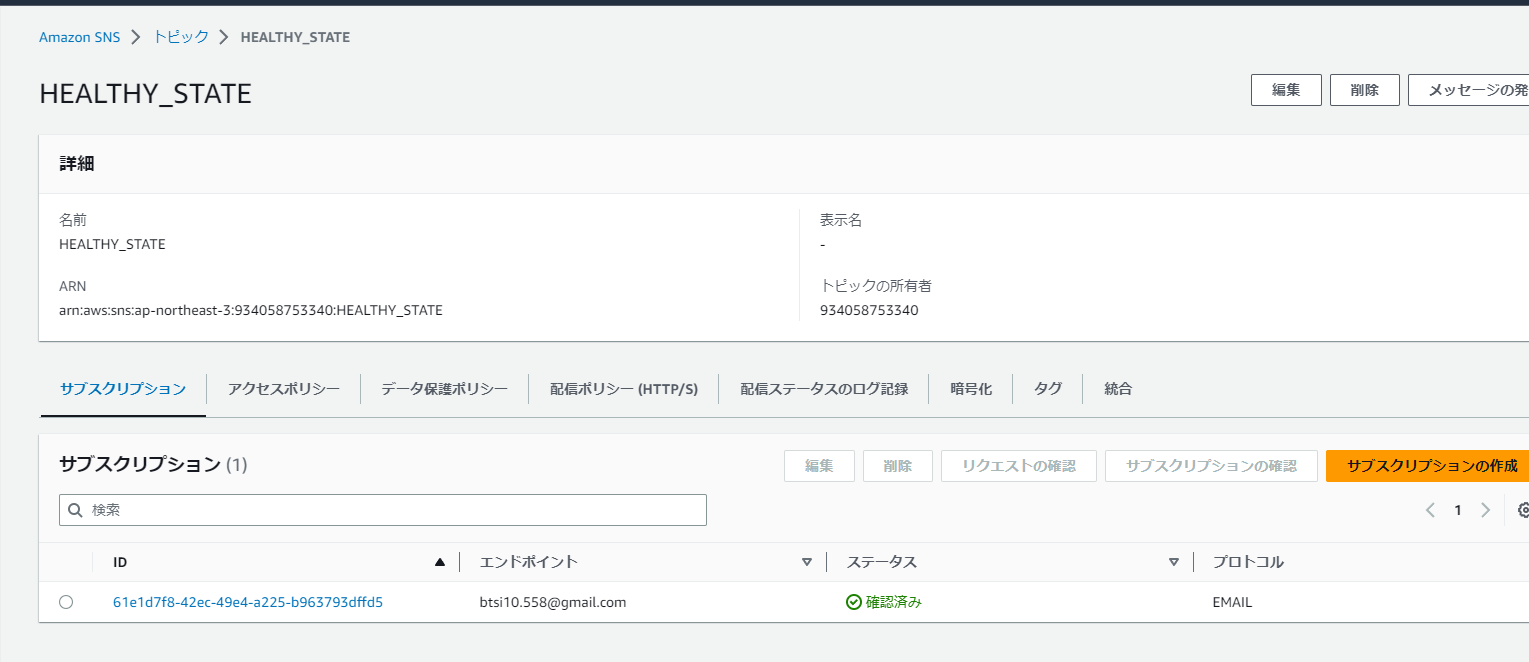 Amazon SNS > トピック > HEALTHY_STATE
HEALTHY_STATE
編集 削除 メッセージの発
詳細
名前 表示名
HEALTHY_STATE -
ARN トピックの所有者
arn:aws:sns:ap-northeast-3:934058753340:HEALTHY_STATE 934058753340
サブスクリプション アクセスポリシー データ保護ポリシー 配信ポリシー (HTTP/S) 配信ステータスのログ記録 暗号化 タグ 統合
サブスクリプション (1) 編集 削除 リクエストの確認 サブスクリプションの確認 サブスクリプションの作成
検索 1
ID エンドポイント ステータス プロトコル
61e1d7f8-42ec-49e4-a225-b963793dffd5 btsi10.558@gmail.com 確認済み EMAIL